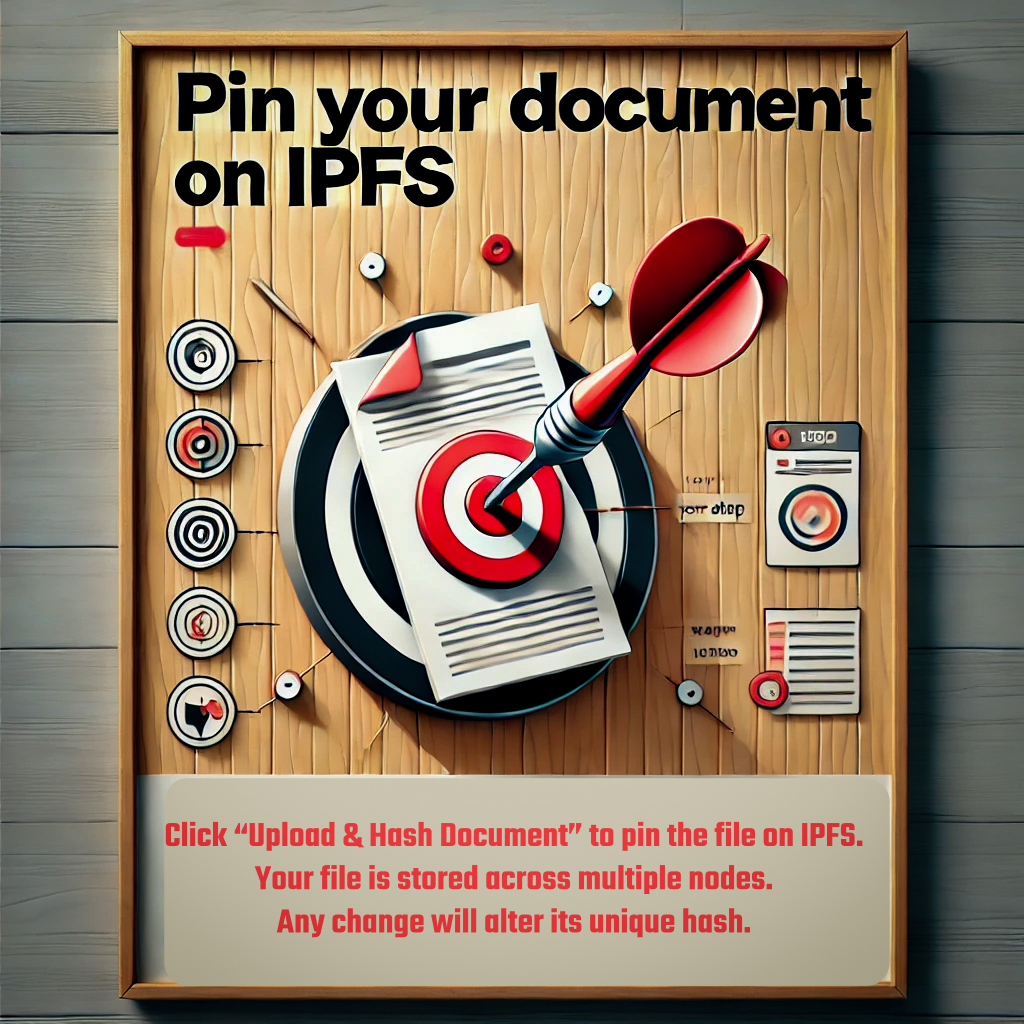 Pin your document
on IPFS
Click “Upload & Hash Document” to pin the file on IPFS.
Your file is stored across multiple nodes.
Any change will alter its unique hash.